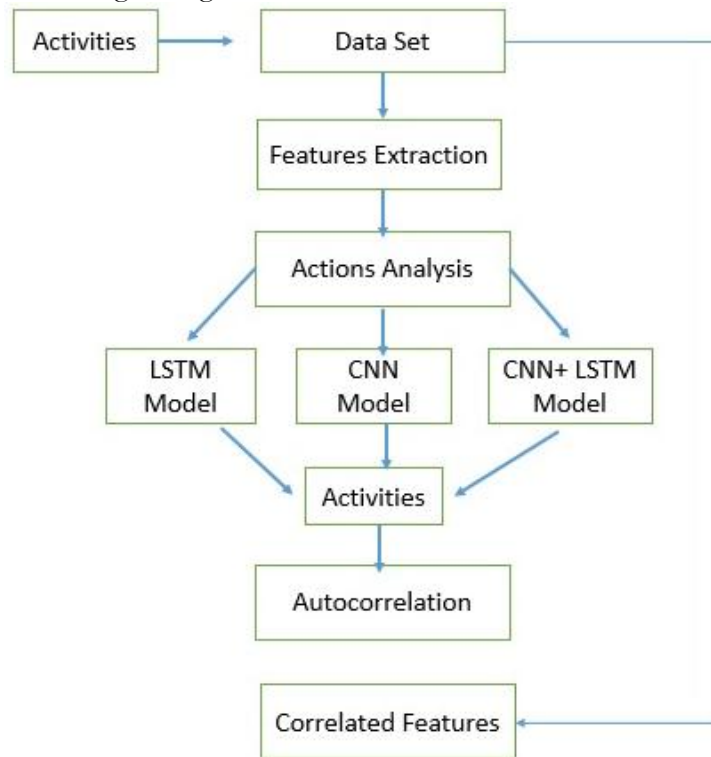 Activities
Data Set
Features Extraction
Actions Analysis
LSTM
Model
CNN
Model
CNN+ LSTM
Model
Activities
Autocorrelation
Correlated Features